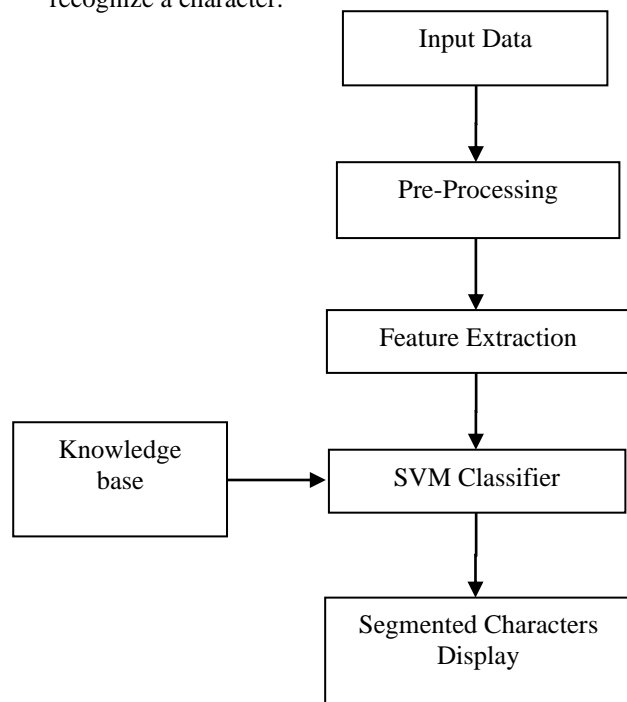 recognize a character.
Input Data
Pre-Processing
Feature Extraction
Knowledge
base
SVM Classifier
Segmented Characters
Display